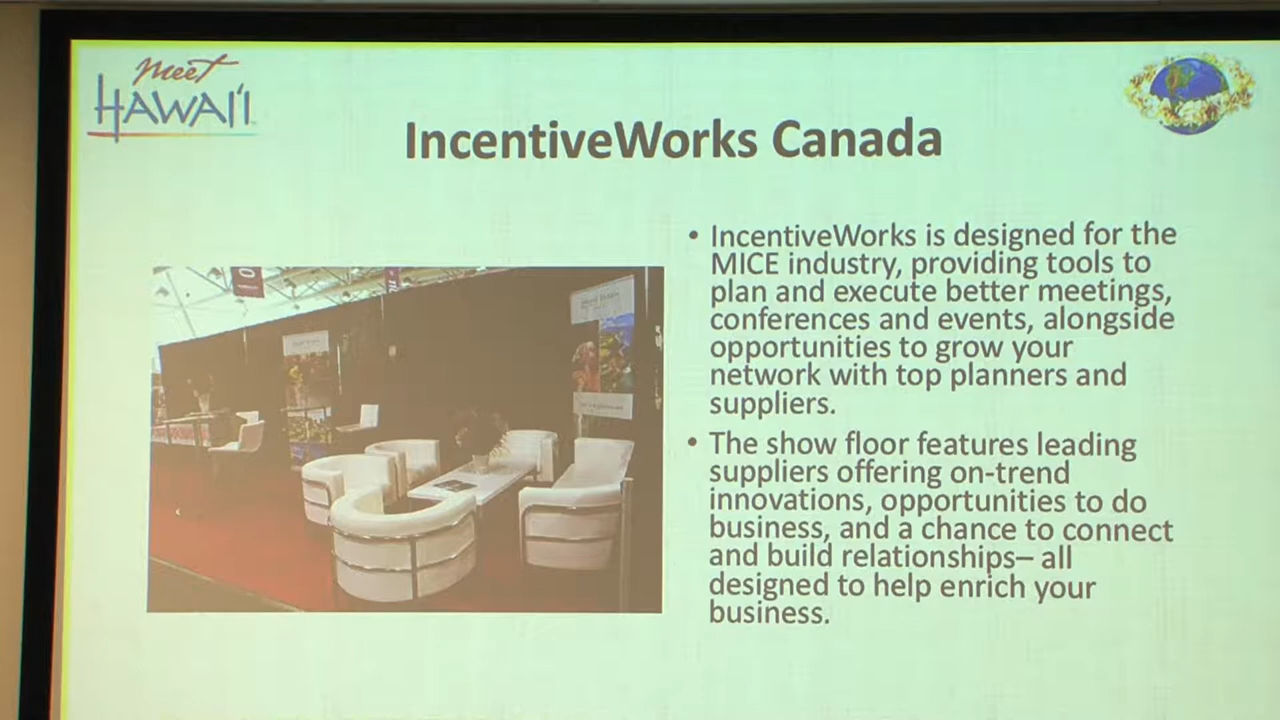 Meet
HAWAI'I
IncentiveWorks Canada
• IncentiveWorks is designed for the
MICE industry, providing tools to
plan and execute better meetings,
conferences and events, alongside
opportunities to grow your
network with top planners and
suppliers.
• The show floor features leading
suppliers offering on-trend
innovations, opportunities to do
business, and a chance to connect
and build relationships– all
designed to help enrich your
business.